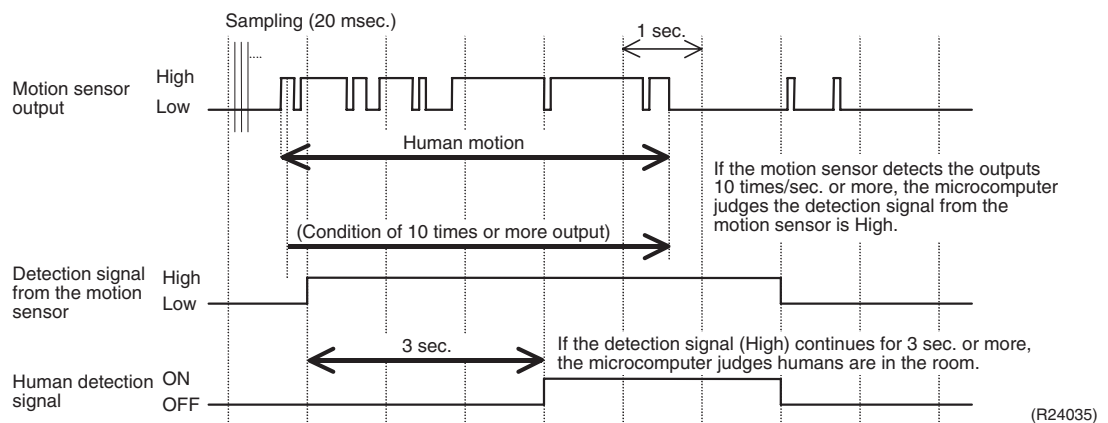 Sampling (20 msec.)
....
1 sec.
Motion sensor
output
High
Low
Human motion
If the motion sensor detects the outputs
10 times/sec. or more, the microcomputer
judges the detection signal from the
motion sensor is High.
(Condition of 10 times or more output)
Detection signal
from the motion
sensor
High
Low
3 sec.
If the detection signal (High) continues for 3 sec. or more,
the microcomputer judges humans are in the room.
Human detection
signal
ON
OFF
(R24035)